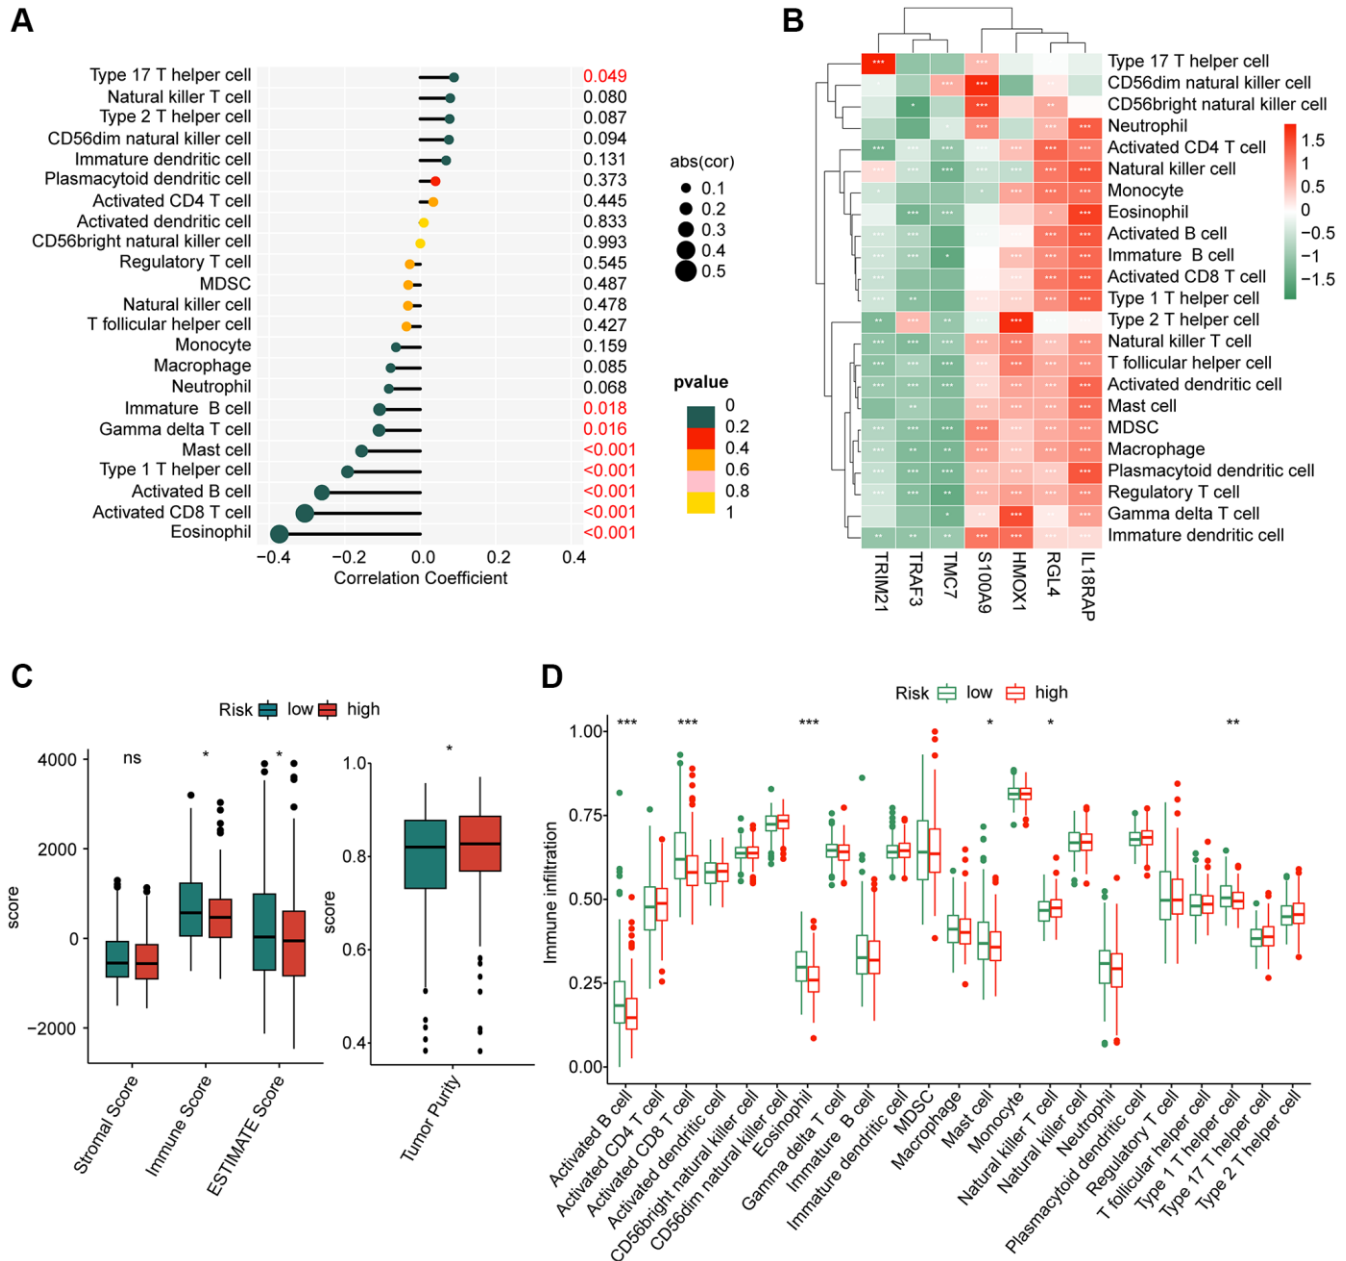 A
Type 17 T helper cell 0.049
Natural killer T cell 0.080
Type 2 T helper cell 0.087
CD56dim natural killer cell 0.094
Immature dendritic cell 0.131
Plasmacytoid dendritic cell 0.373
Activated CD4 T cell 0.445
Activated dendritic cell 0.833
CD56bright natural killer cell 0.993
Regulatory T cell 0.545
MDSC 0.487
Natural killer cell 0.478
T follicular helper cell 0.427
Monocyte 0.159
Macrophage 0.085
Neutrophil 0.068
Immature  B cell 0.018
Gamma delta T cell 0.016
Mast cell <0.001
Type 1 T helper cell <0.001
Activated B cell <0.001
Activated CD8 T cell <0.001
Eosinophil <0.001
−0.4 −0.2 0.0 0.2 0.4
Correlation Coefficient
abs(cor)
0.1
0.2
0.3
0.4
0.5
pvalue
0
0.2
0.4
0.6
0.8
1
B
Type 17 T helper cell
CD56dim natural killer cell
CD56bright natural killer cell
Neutrophil
Activated CD4 T cell
Natural killer cell
Monocyte
Eosinophil
Activated B cell
Immature  B cell
Activated CD8 T cell
Type 1 T helper cell
Type 2 T helper cell
Natural killer T cell
T follicular helper cell
Activated dendritic cell
Mast cell
MDSC
Macrophage
Plasmacytoid dendritic cell
Regulatory T cell
Gamma delta T cell
Immature dendritic cell
TRIM21
TRAF3
TMC7
S100A9
HMOX1
RGL4
IL18RAP
1.5
1
0.5
0
−0.5
−1
−1.5
C
Risk low high
score
4000
2000
0
−2000
ns * *
Stromal Score
Immune Score
ESTIMATE Score
score
1.0
0.8
0.6
0.4
*
Tumor Purity
D
Risk low high
Immune infiltration
1.00
0.75
0.50
0.25
0.00
*** *** *** * * **
Activated B cell
Activated CD4 T cell
Activated CD8 T cell
Activated dendritic cell
CD56bright natural killer cell
CD56dim natural killer cell
Eosinophil
Gamma delta T cell
Immature  B cell
Immature dendritic cell
MDSC
Macrophage
Mast cell
Monocyte
Natural killer T cell
Natural killer cell
Neutrophil
Plasmacytoid dendritic cell
Regulatory T cell
T follicular helper cell
Type 1 T helper cell
Type 17 T helper cell
Type 2 T helper cell